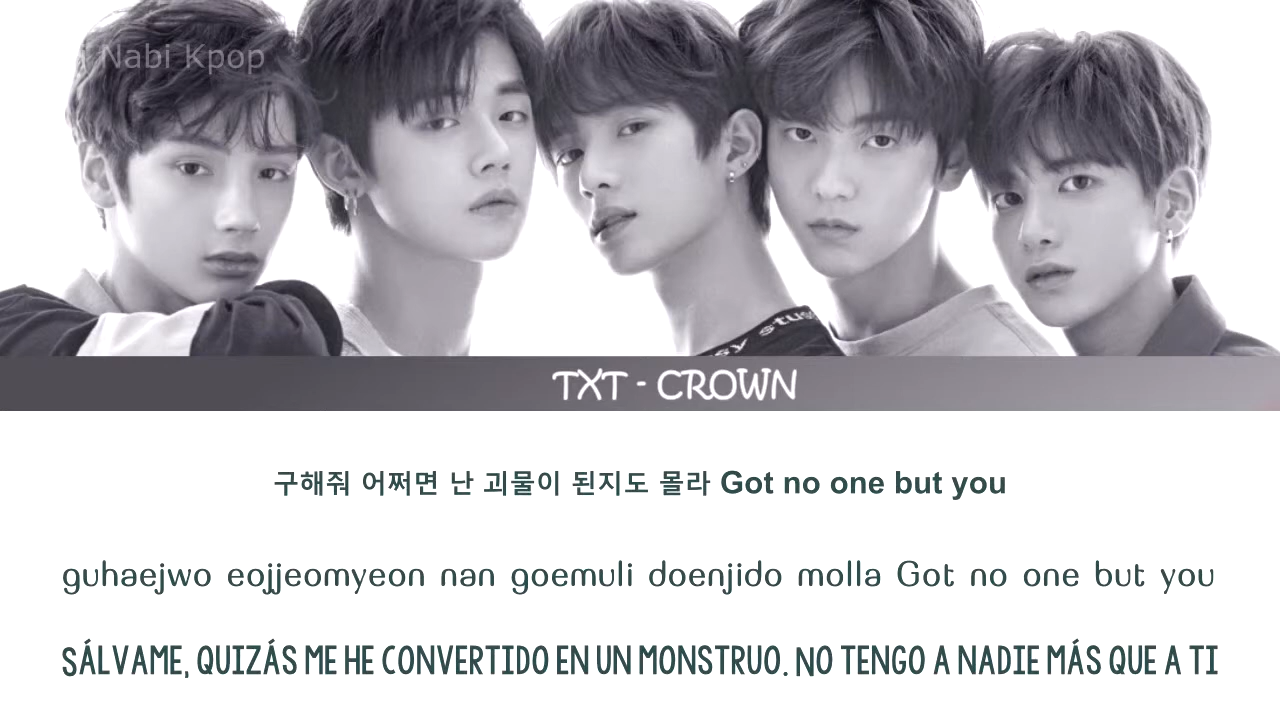 i Nabi Kpop
stussy
TXT - CROWN
구해줘 어쩌면 난 괴물이 된지도 몰라 Got no one but you
guhaejwo eojjeomyeon nan goemuli doenjido molla Got no one but you
SÁLVAME, QUIZÁS ME HE CONVERTIDO EN UN MONSTRUO. NO TENGO A NADIE MÁS QUE A TI